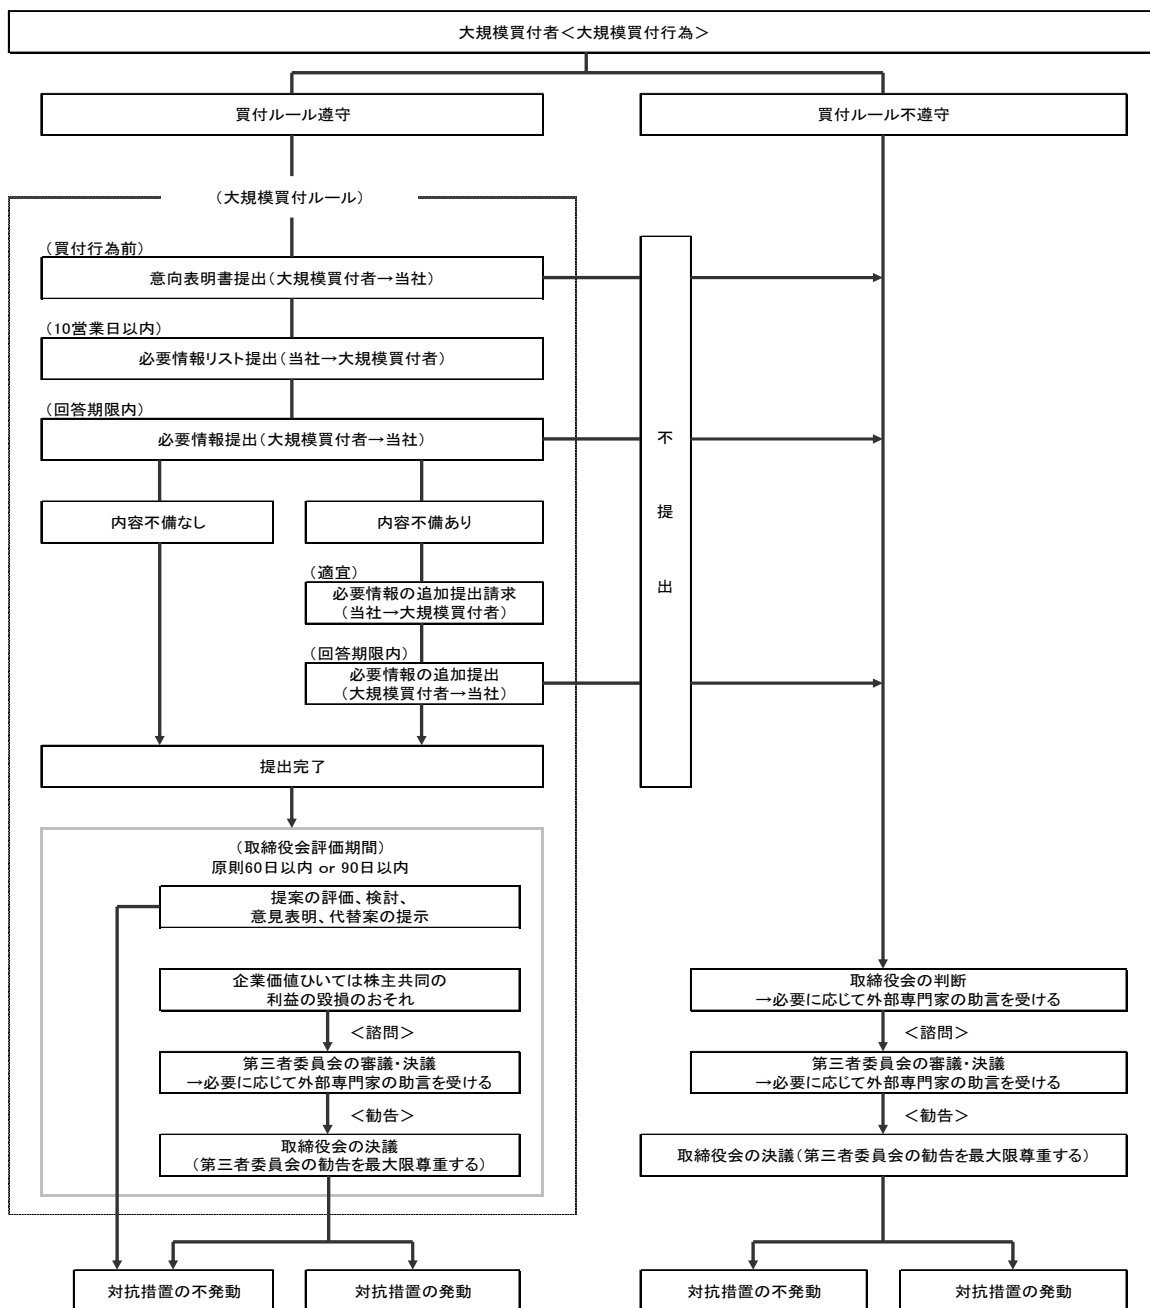 大規模買付者＜大規模買付行為＞
買付ルール遵守
買付ルール不遵守
（大規模買付ルール）
（買付行為前）
意向表明書提出（大規模買付者→当社）
（10営業日以内）
必要情報リスト提出（当社→大規模買付者）
（回答期限内）
必要情報提出（大規模買付者→当社）
不
提
出
内容不備なし
内容不備あり
（適宜）
必要情報の追加提出請求
（当社→大規模買付者）
（回答期限内）
必要情報の追加提出
（大規模買付者→当社）
提出完了
（取締役会評価期間）
原則60日以内 or 90日以内
提案の評価、検討、
意見表明、代替案の提示
企業価値ひいては株主共同の
利益の毀損のおそれ
＜諮問＞
第三者委員会の審議・決議
→必要に応じて外部専門家の助言を受ける
＜勧告＞
取締役会の決議
（第三者委員会の勧告を最大限尊重する）
取締役会の判断
→必要に応じて外部専門家の助言を受ける
＜諮問＞
第三者委員会の審議・決議
→必要に応じて外部専門家の助言を受ける
＜勧告＞
取締役会の決議（第三者委員会の勧告を最大限尊重する）
対抗措置の不発動
対抗措置の発動
対抗措置の不発動
対抗措置の発動